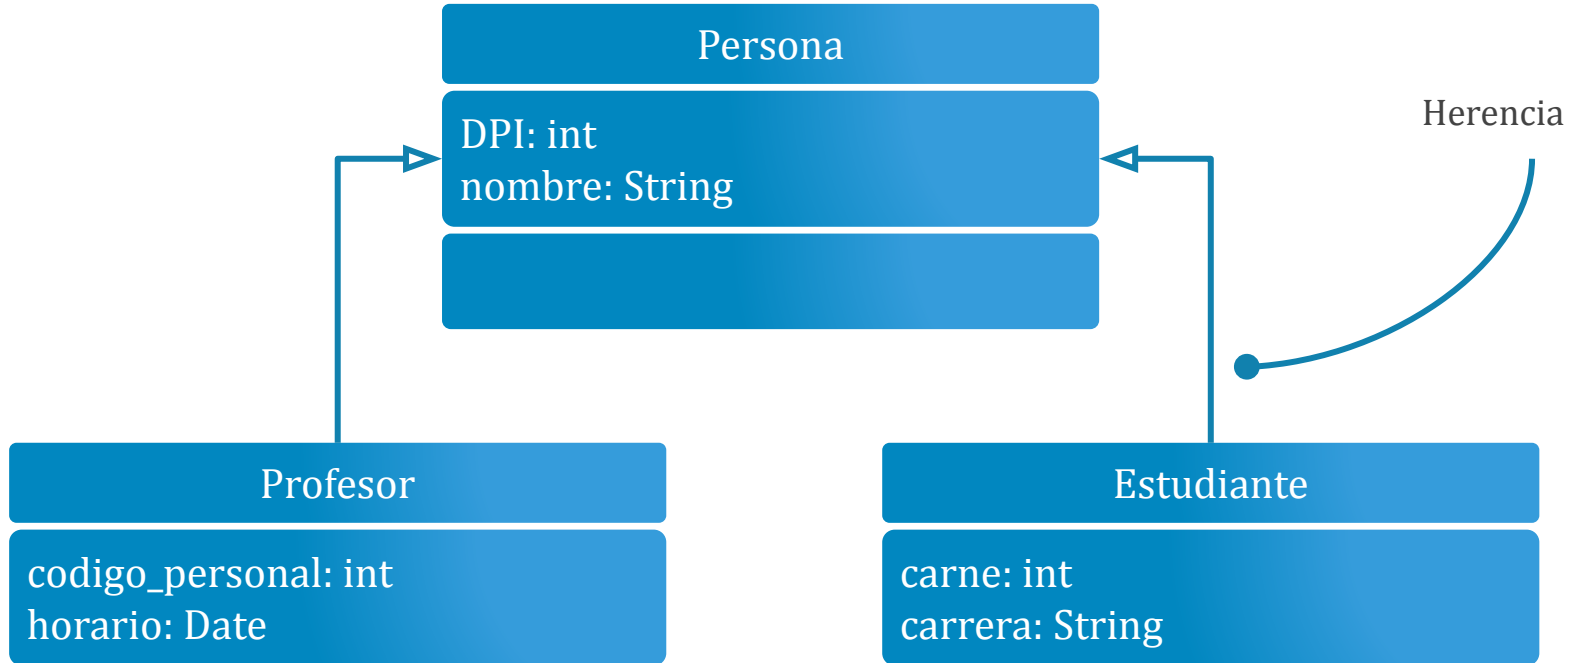 Persona
DPI: int
nombre: String
Herencia
Profesor
codigo_personal: int
horario: Date
Estudiante
carne: int
carrera: String